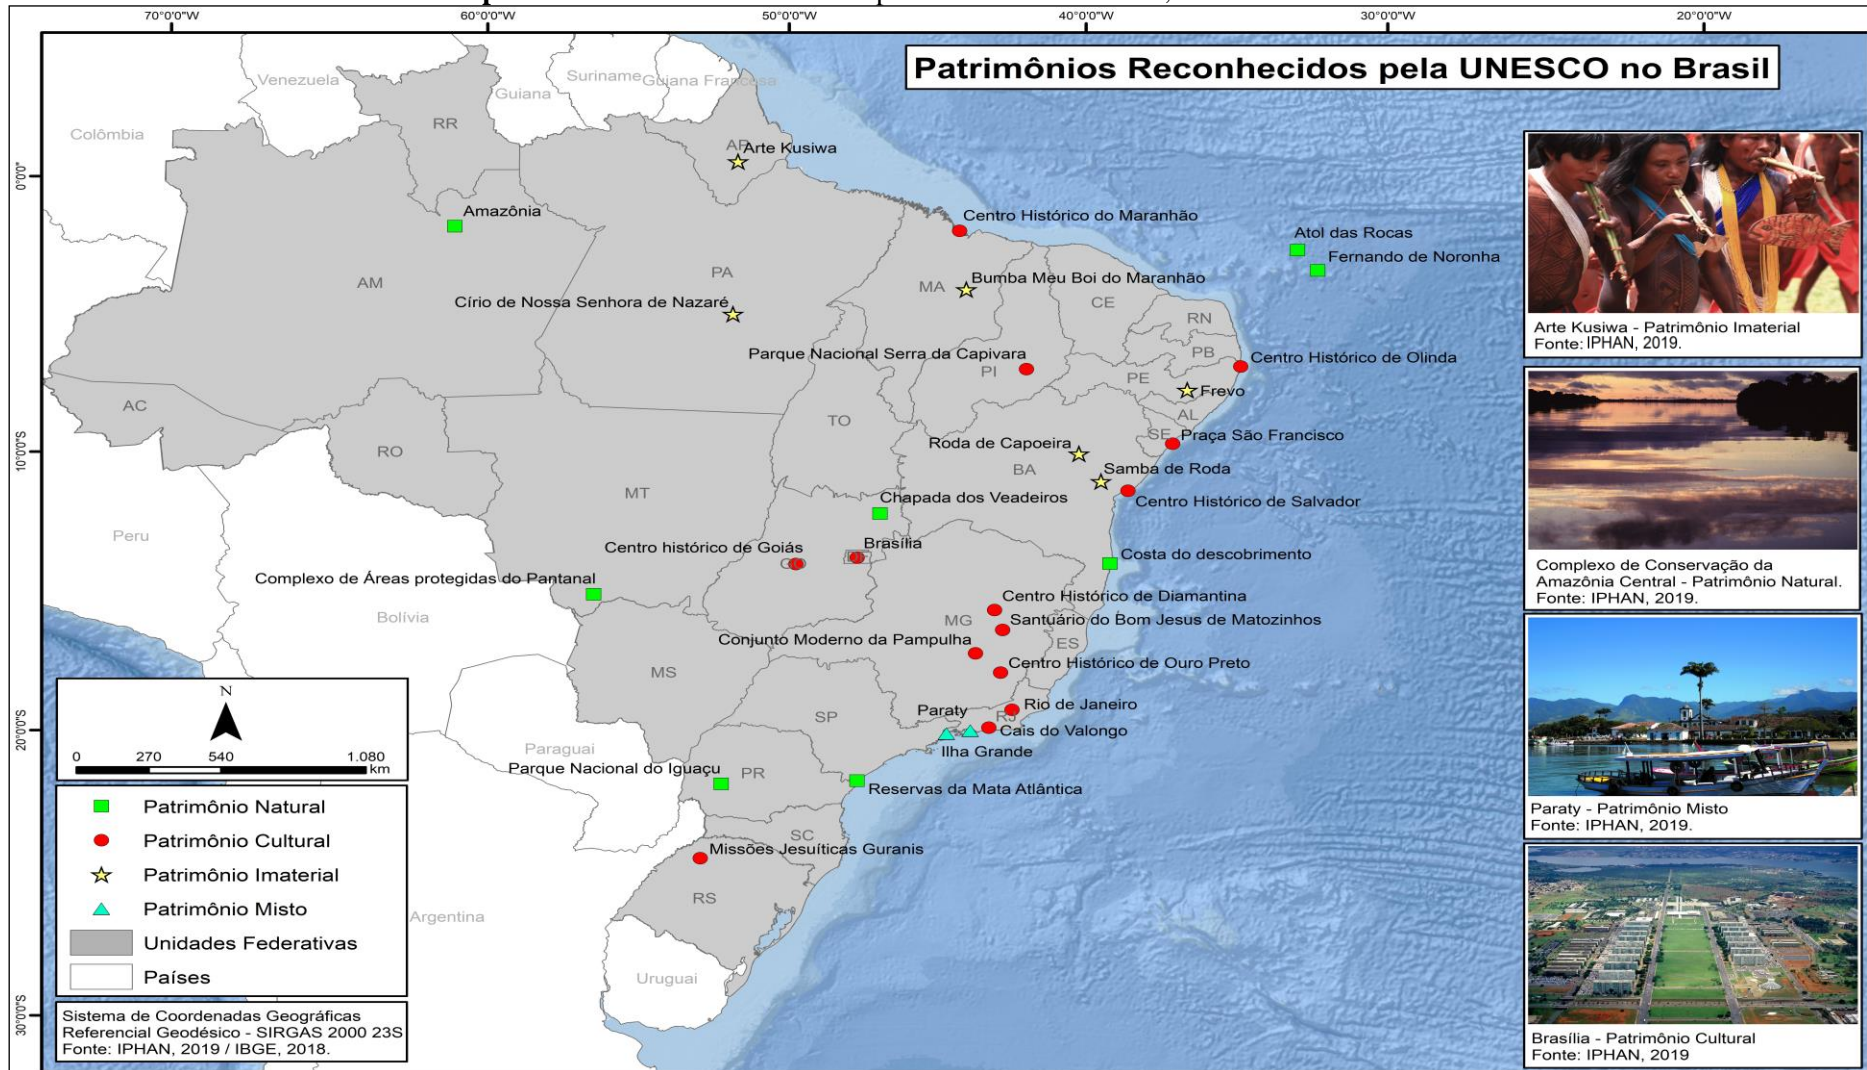 70°0'0"W
60°0'0"W
50°0'0"W
40°0'0"W
30°0'0"W
20°0'0"W
Patrimônios Reconhecidos pela UNESCO no Brasil
Venezuela
Suriname
Guiana Francesa
Guiana
Colômbia
RR
AP
Arte Kusiwa
0°0'0"
Amazônia
Centro Histórico do Maranhão
Atol das Rocas
Fernando de Noronha
AM
PA
MA
Bumba Meu Boi do Maranhão
CE
Círio de Nossa Senhora de Nazaré
RN
Parque Nacional Serra da Capivara
PI
PB
Centro Histórico de Olinda
PE
Frevo
AC
AL
TO
SE
Praça São Francisco
Roda de Capoeira
10°0'0"S
RO
BA
Samba de Roda
MT
Chapada dos Veadeiros
Centro Histórico de Salvador
Peru
Centro histórico de Goiás
Brasília
GO
Costa do descobrimento
Complexo de Áreas protegidas do Pantanal
Bolívia
Centro Histórico de Diamantina
MG
Santuário do Bom Jesus de Matozinhos
Conjunto Moderno da Pampulha
ES
Centro Histórico de Ouro Preto
MS
Paraty
Rio de Janeiro
SP
RJ
20°0'0"S
Cais do Valongo
Ilha Grande
Paraguai
Parque Nacional do Iguaçu
PR
Reservas da Mata Atlântica
SC
Missões Jesuíticas Guranis
RS
Argentina
Uruguai
30°0'0"S
N
0 270 540 1.080
km
Patrimônio Natural
Patrimônio Cultural
Patrimônio Imaterial
Patrimônio Misto
Unidades Federativas
Países
Sistema de Coordenadas Geográficas
Referencial Geodésico - SIRGAS 2000 23S
Fonte: IPHAN, 2019 / IBGE, 2018.
Arte Kusiwa - Patrimônio Imaterial
Fonte: IPHAN, 2019.
Complexo de Conservação da
Amazônia Central - Patrimônio Natural.
Fonte: IPHAN, 2019.
Paraty - Patrimônio Misto
Fonte: IPHAN, 2019.
Brasília - Patrimônio Cultural
Fonte: IPHAN, 2019